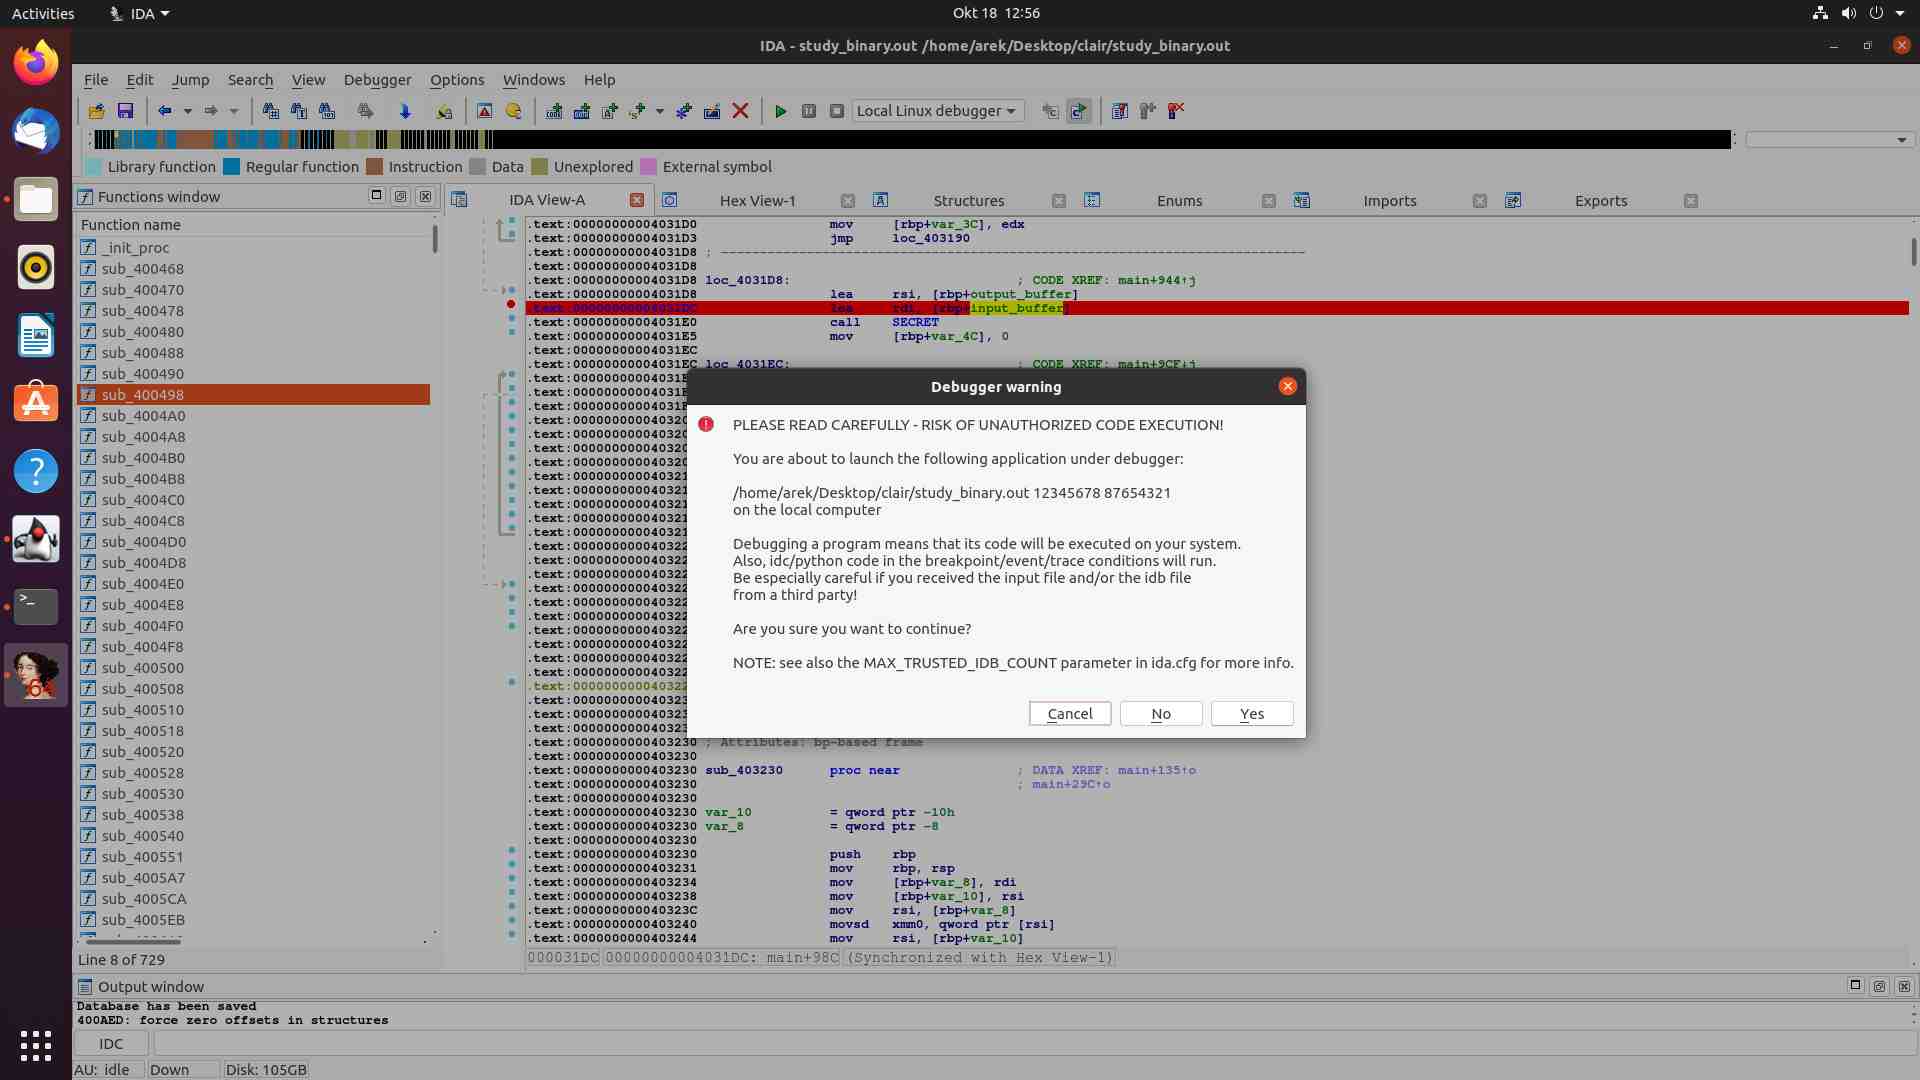 Activities
IDA
Okt 18 12:56
IDA - study_binary.out /home/arek/Desktop/clair/study_binary.out
File Edit Jump Search View Debugger Options Windows Help
Local Linux debugger
Library function Regular function Instruction Data Unexplored External symbol
Functions window
Function name
_init_proc
sub_400468
sub_400470
sub_400478
sub_400480
sub_400488
sub_400490
sub_400498
sub_4004A0
sub_4004A8
sub_4004B0
sub_4004B8
sub_4004C0
sub_4004C8
sub_4004D0
sub_4004D8
sub_4004E0
sub_4004E8
sub_4004F0
sub_4004F8
sub_400500
sub_400508
sub_400510
sub_400518
sub_400520
sub_400528
sub_400530
sub_400538
sub_400540
sub_400551
sub_4005A7
sub_4005CA
sub_4005EB
Line 8 of 729
IDA View-A Hex View-1 Structures Enums Imports Exports
.text:00000000004031D0 mov [rbp+var_3C], edx
.text:00000000004031D3 jmp loc_403190
.text:00000000004031D8 ; ---------------------------------------------------------------------------
.text:00000000004031D8
.text:00000000004031D8 loc_4031D8: ; CODE XREF: main+944↑j
.text:00000000004031D8 lea rsi, [rbp+output_buffer]
.text:00000000004031DC lea rdi, [rbp+input_buffer]
.text:00000000004031E0 call SECRET
.text:00000000004031E5 mov [rbp+var_4C], 0
.text:00000000004031EC
.text:00000000004031EC loc_4031EC: ; CODE XREF: main+9CF↓j
Debugger warning
PLEASE READ CAREFULLY - RISK OF UNAUTHORIZED CODE EXECUTION!
You are about to launch the following application under debugger:
/home/arek/Desktop/clair/study_binary.out 12345678 87654321
on the local computer
Debugging a program means that its code will be executed on your system.
Also, idc/python code in the breakpoint/event/trace conditions will run.
Be especially careful if you received the input file and/or the idb file
from a third party!
Are you sure you want to continue?
NOTE: see also the MAX_TRUSTED_IDB_COUNT parameter in ida.cfg for more info.
Cancel No Yes
.text:0000000000403230 ; Attributes: bp-based frame
.text:0000000000403230
.text:0000000000403230 sub_403230 proc near ; DATA XREF: main+135↑o
.text:0000000000403230 ; main+29C↑o
.text:0000000000403230
.text:0000000000403230 var_10 = qword ptr -10h
.text:0000000000403230 var_8 = qword ptr -8
.text:0000000000403230
.text:0000000000403230 push rbp
.text:0000000000403231 mov rbp, rsp
.text:0000000000403234 mov [rbp+var_8], rdi
.text:0000000000403238 mov [rbp+var_10], rsi
.text:000000000040323C mov rsi, [rbp+var_8]
.text:0000000000403240 movsd xmm0, qword ptr [rsi]
.text:0000000000403244 mov rsi, [rbp+var_10]
000031DC 00000000004031DC: main+98C (Synchronized with Hex View-1)
Output window
Database has been saved
400AED: force zero offsets in structures
IDC
AU: idle Down Disk: 105GB